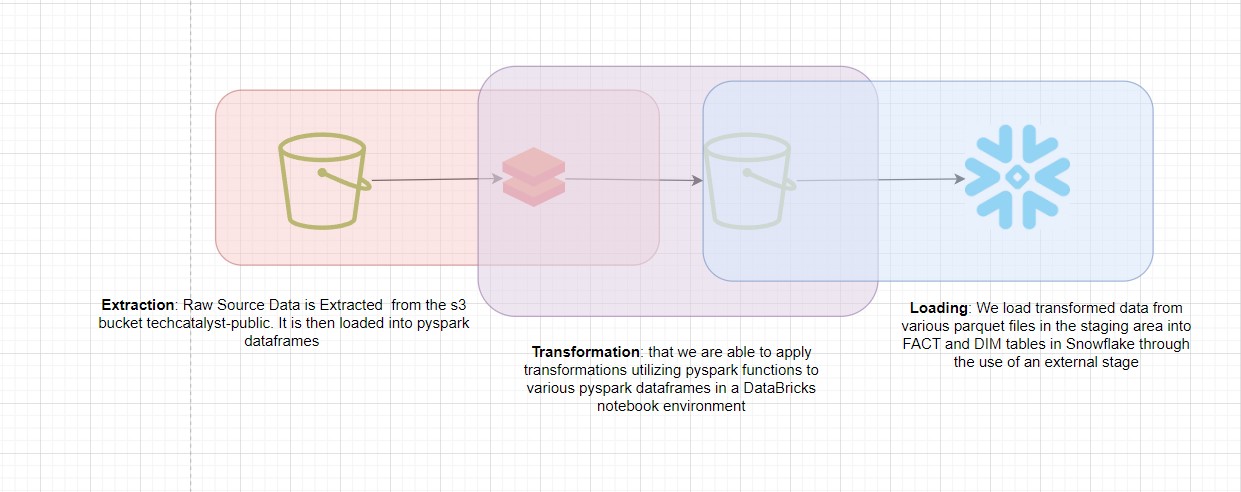 Extraction: Raw Source Data is Extracted  from the s3
bucket techcatalyst-public. It is then loaded into pyspark
dataframes
Transformation: that we are able to apply
transformations utilizing pyspark functions to
various pyspark dataframes in a DataBricks
notebook environment
Loading: We load transformed data from
various parquet files in the staging area into
FACT and DIM tables in Snowflake through
the use of an external stage